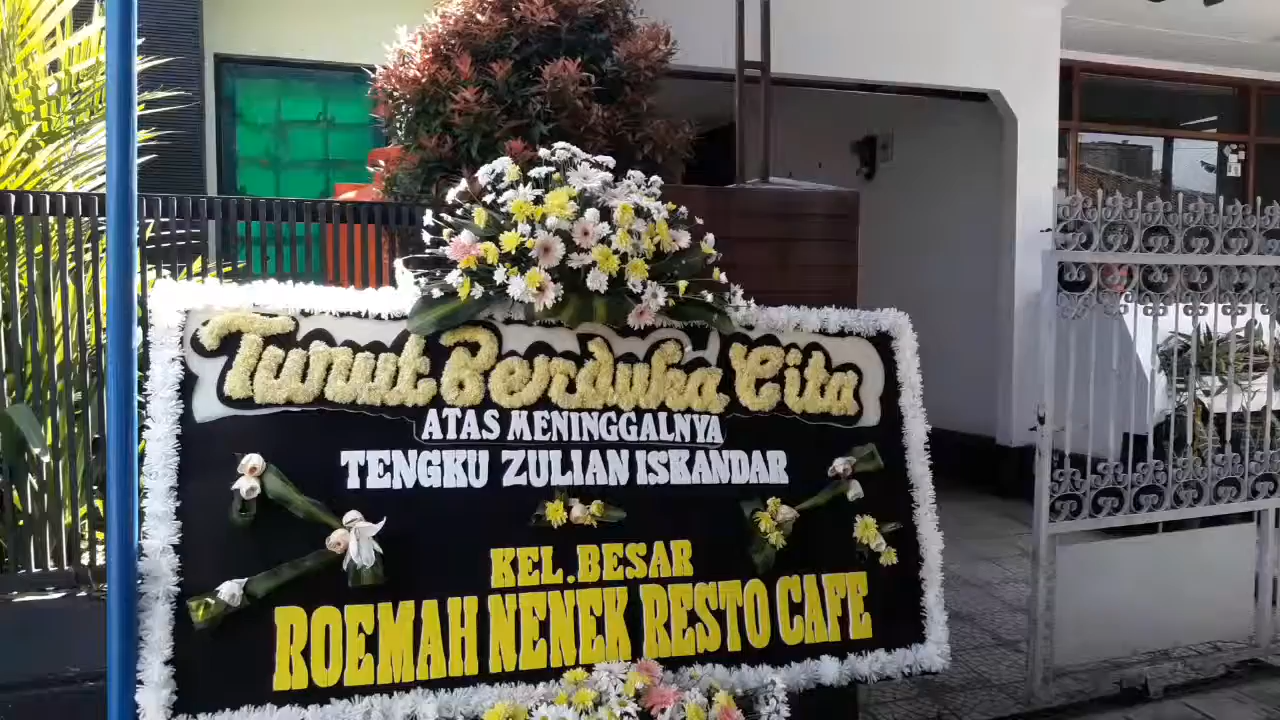 Turut Berduka Cita
ATAS MENINGGALNYA
TENGKU ZULIAN ISKANDAR
KEL.BESAR
ROEMAH NENEK RESTO CAFE